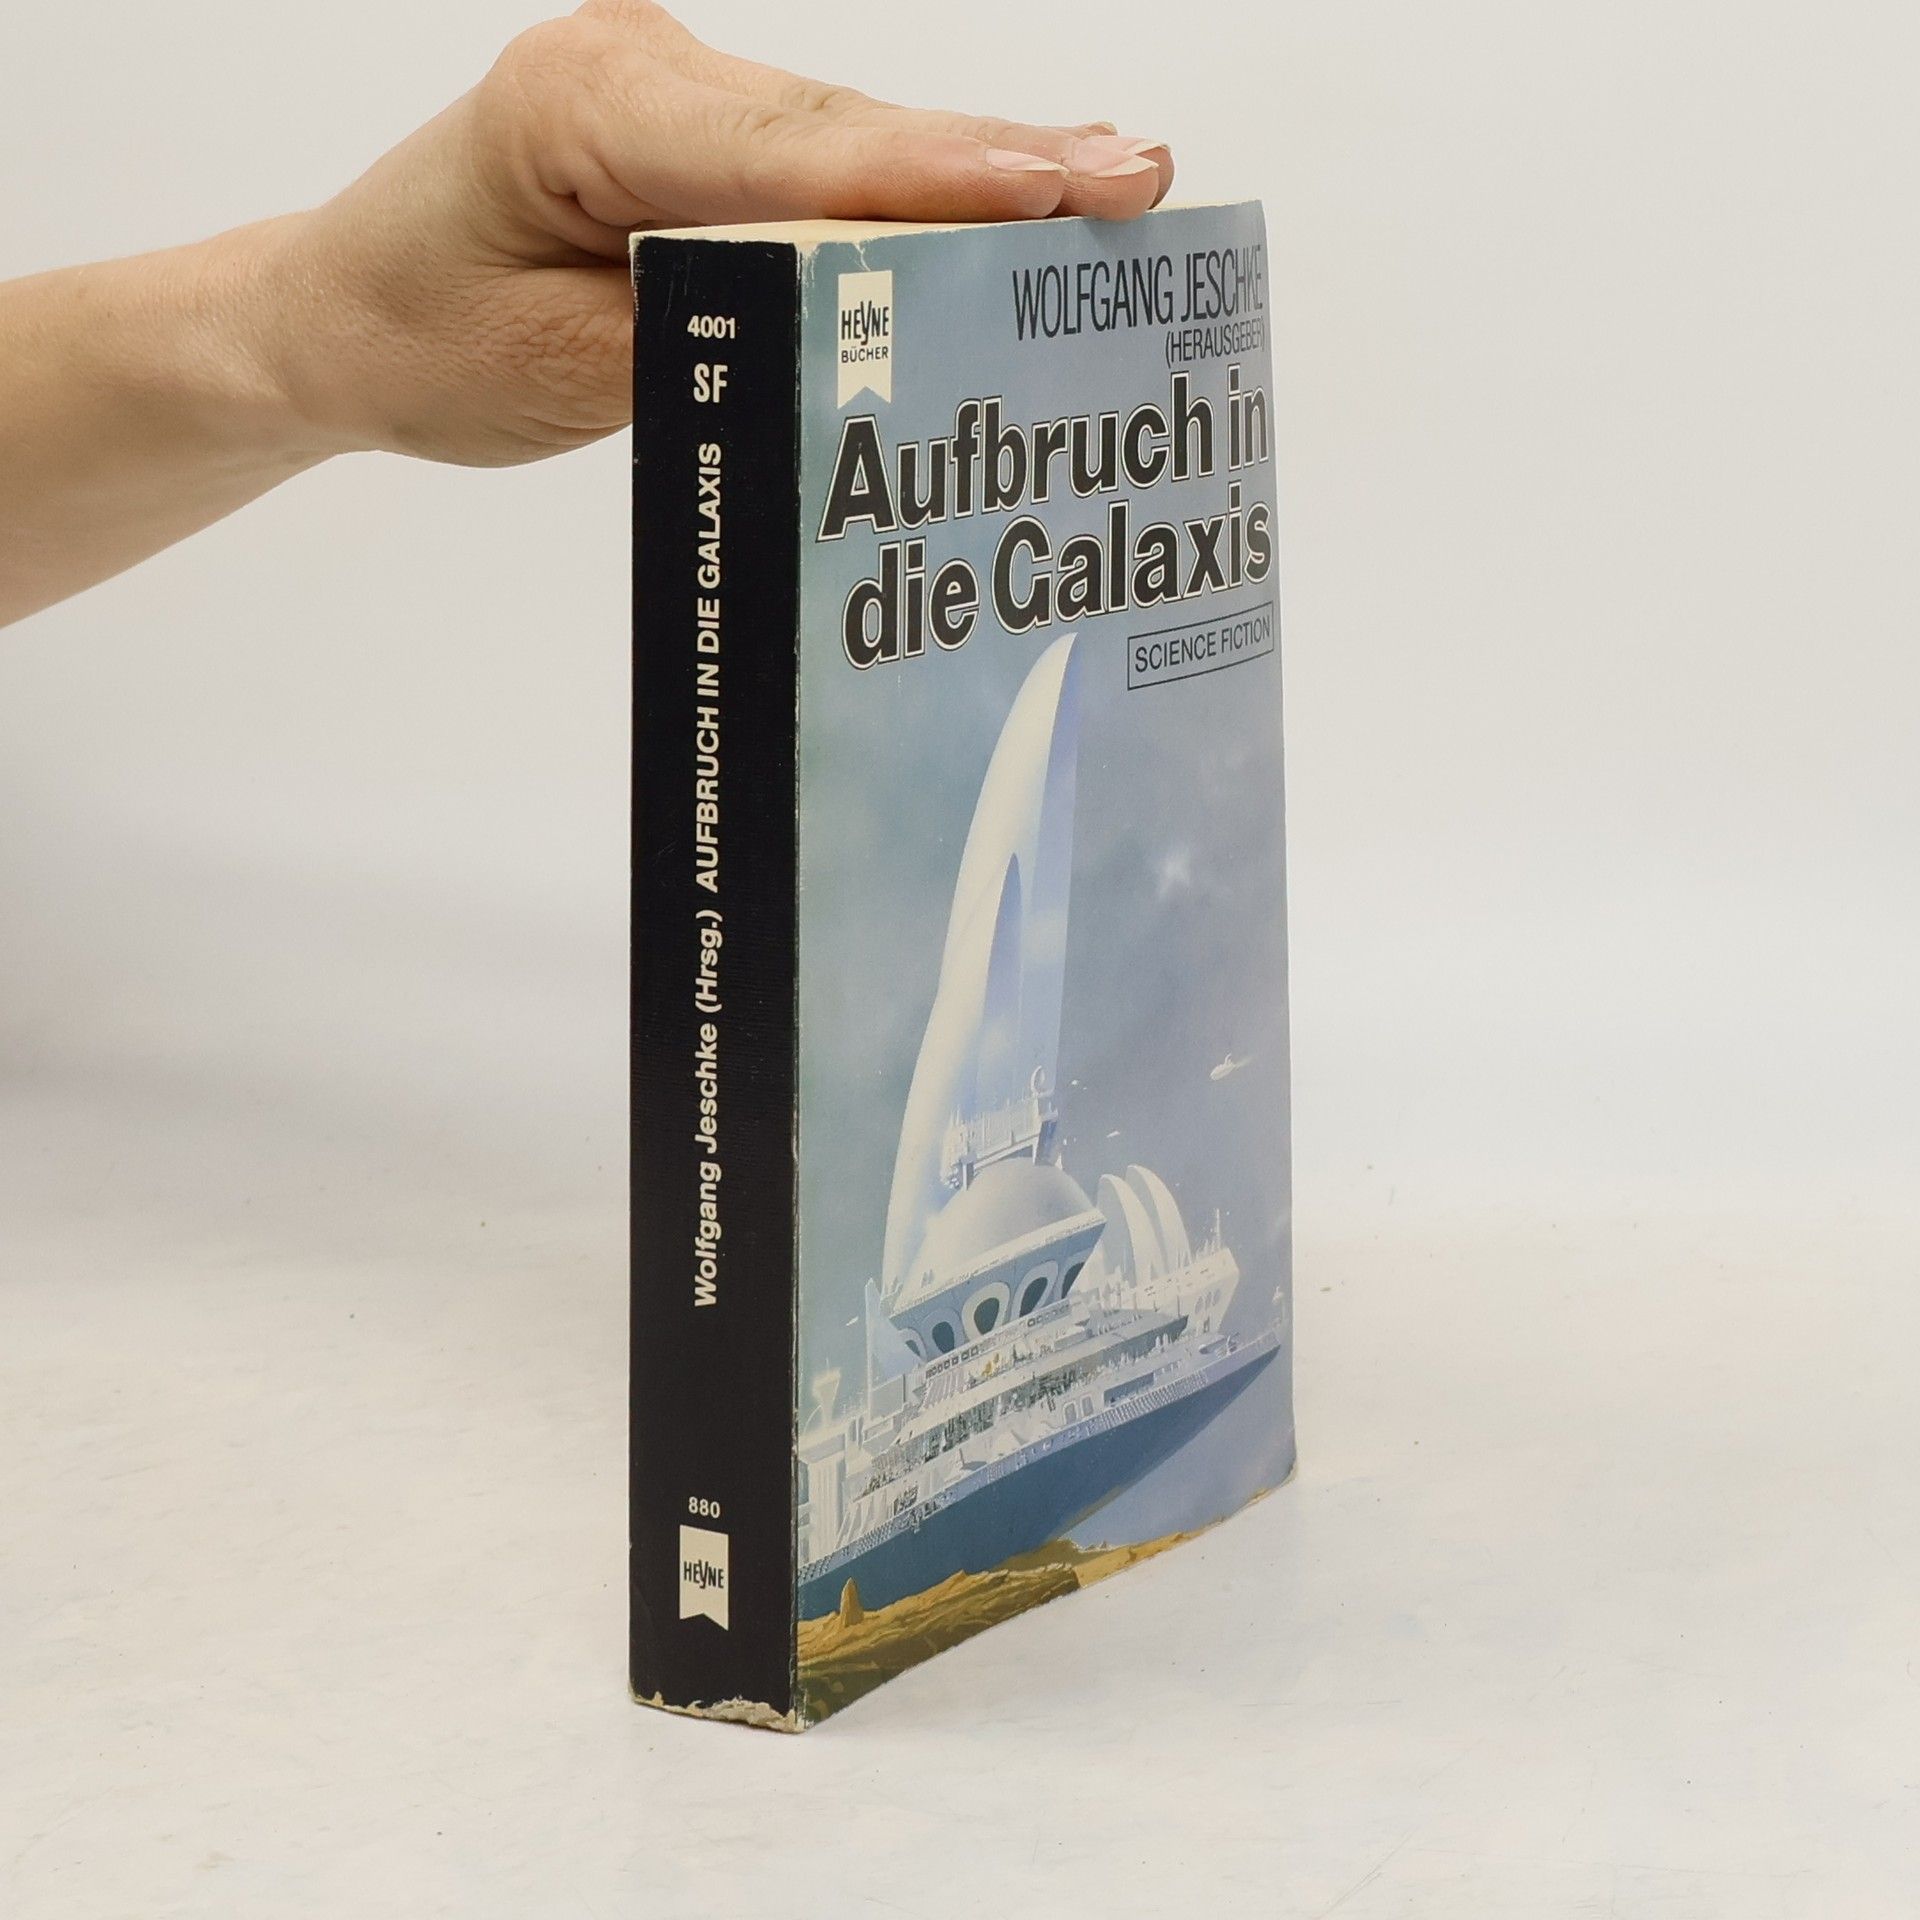 4001
SF
Wolfgang Jeschke (Hrsg.) AUFBRUCH IN DIE GALAXIS
880
HEYNE
HEYNE
BÜCHER
WOLFGANG JESCHKE
(HERAUSGEBER)
Aufbruch in
die Galaxis
SCIENCE FICTION